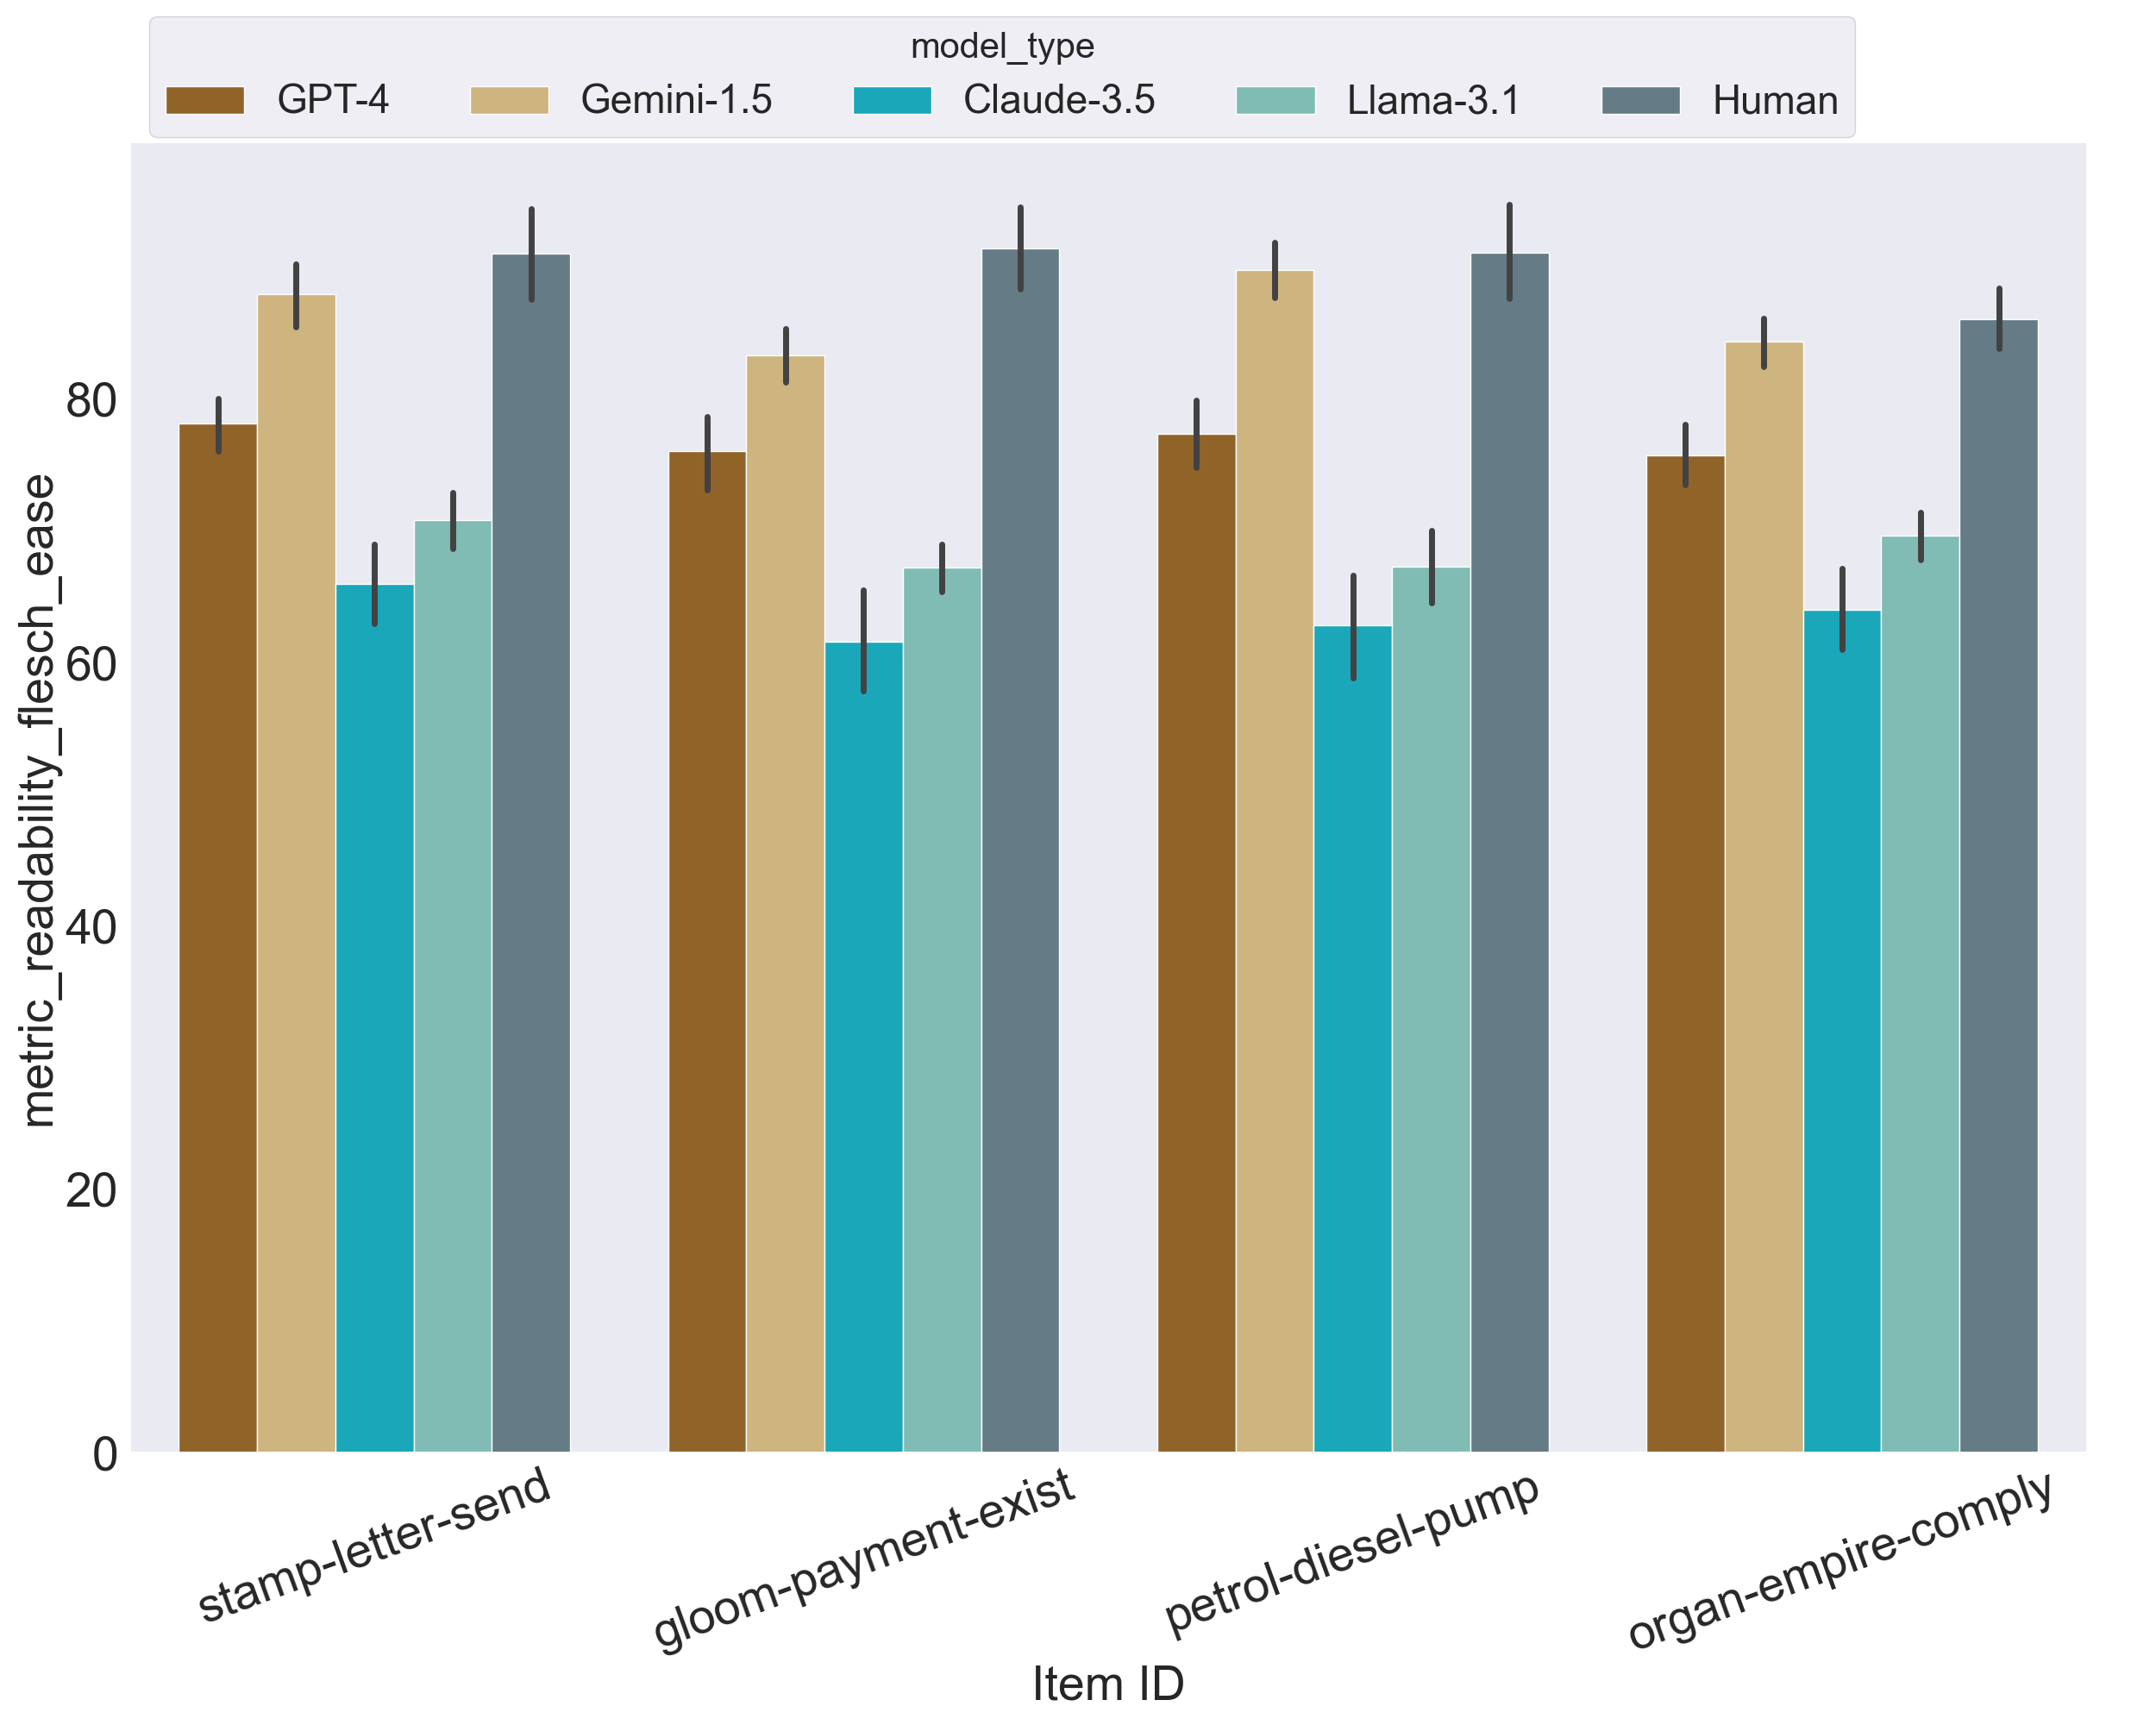 model_type
GPT-4 Gemini-1.5 Claude-3.5 Llama-3.1 Human
metric_readability_flesch_ease
80
60
40
20
0
stamp-letter-send gloom-payment-exist petrol-diesel-pump organ-empire-comply
Item ID